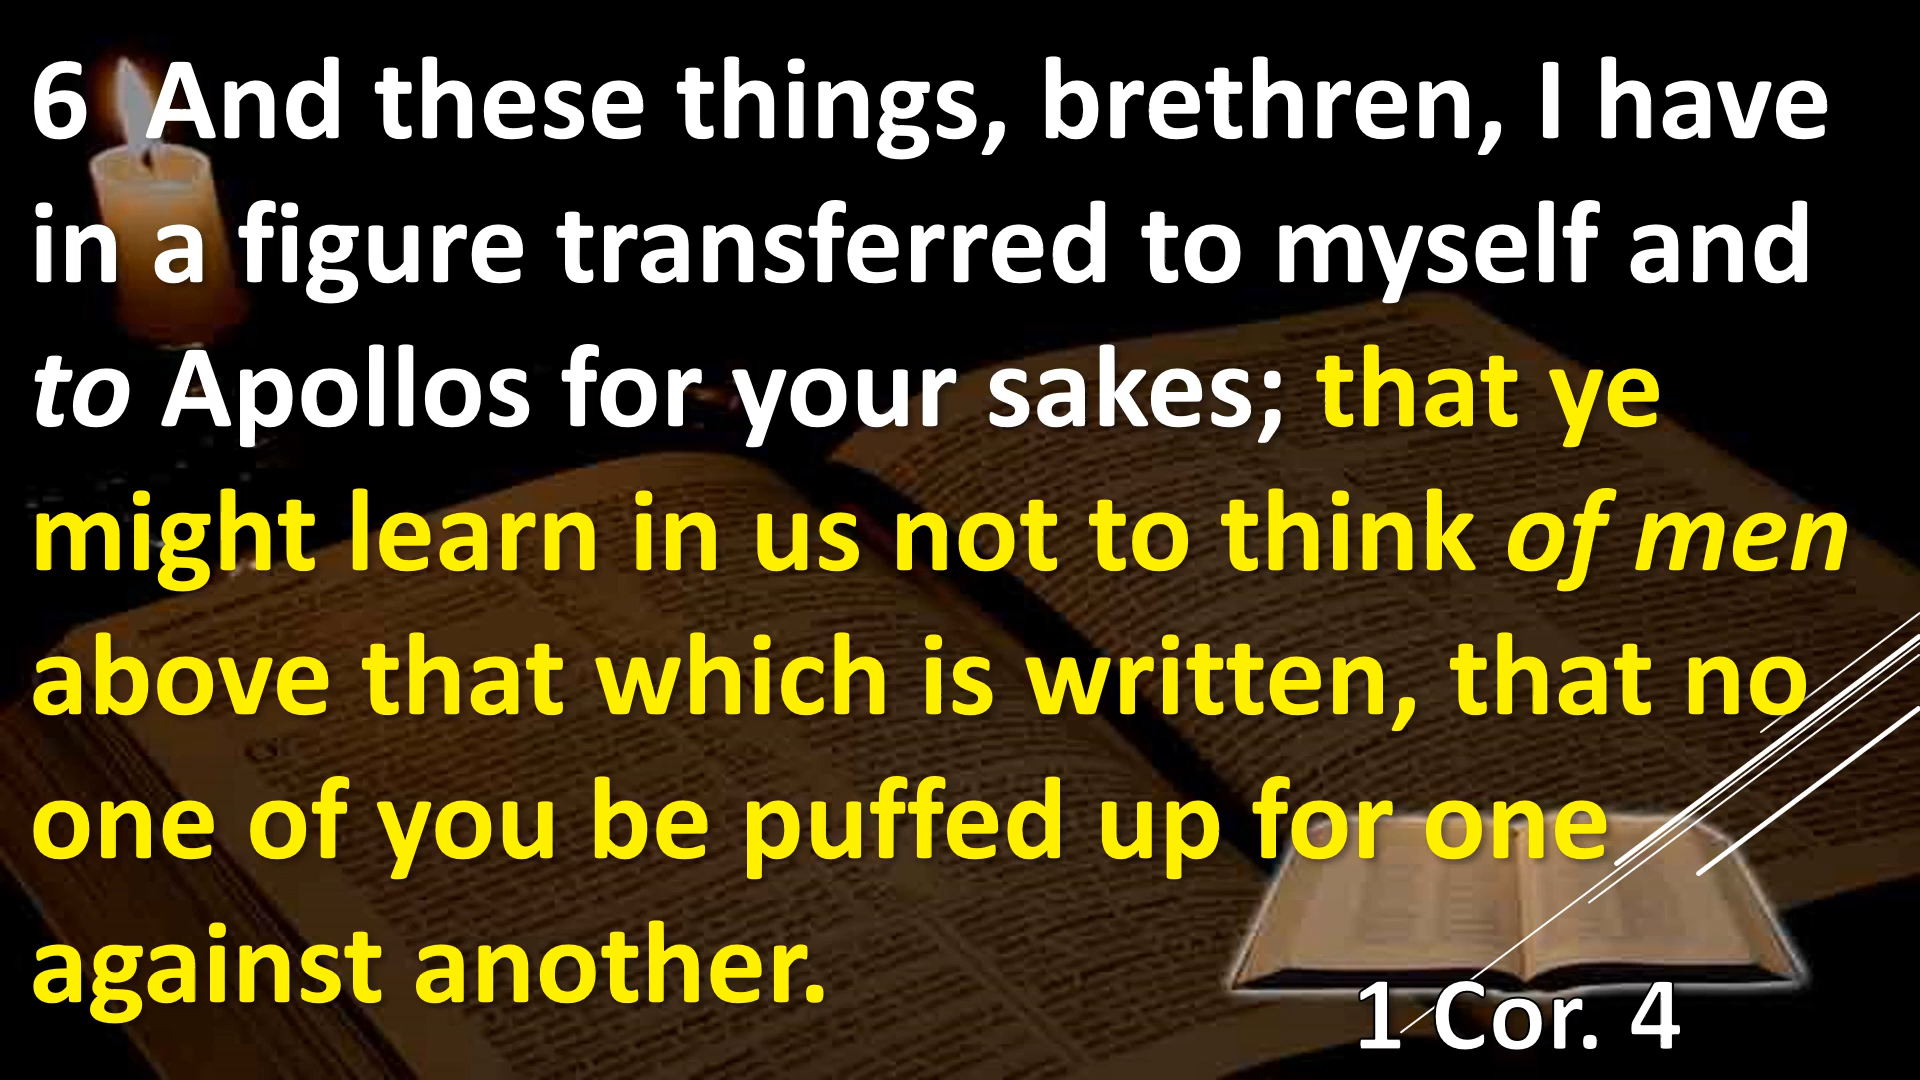 6 And these things, brethren, I have
in a figure transferred to myself and
to Apollos for your sakes; that ye
might learn in us not to think of men
above that which is written, that no
one of you be puffed up for one
against another.
1 Cor. 4